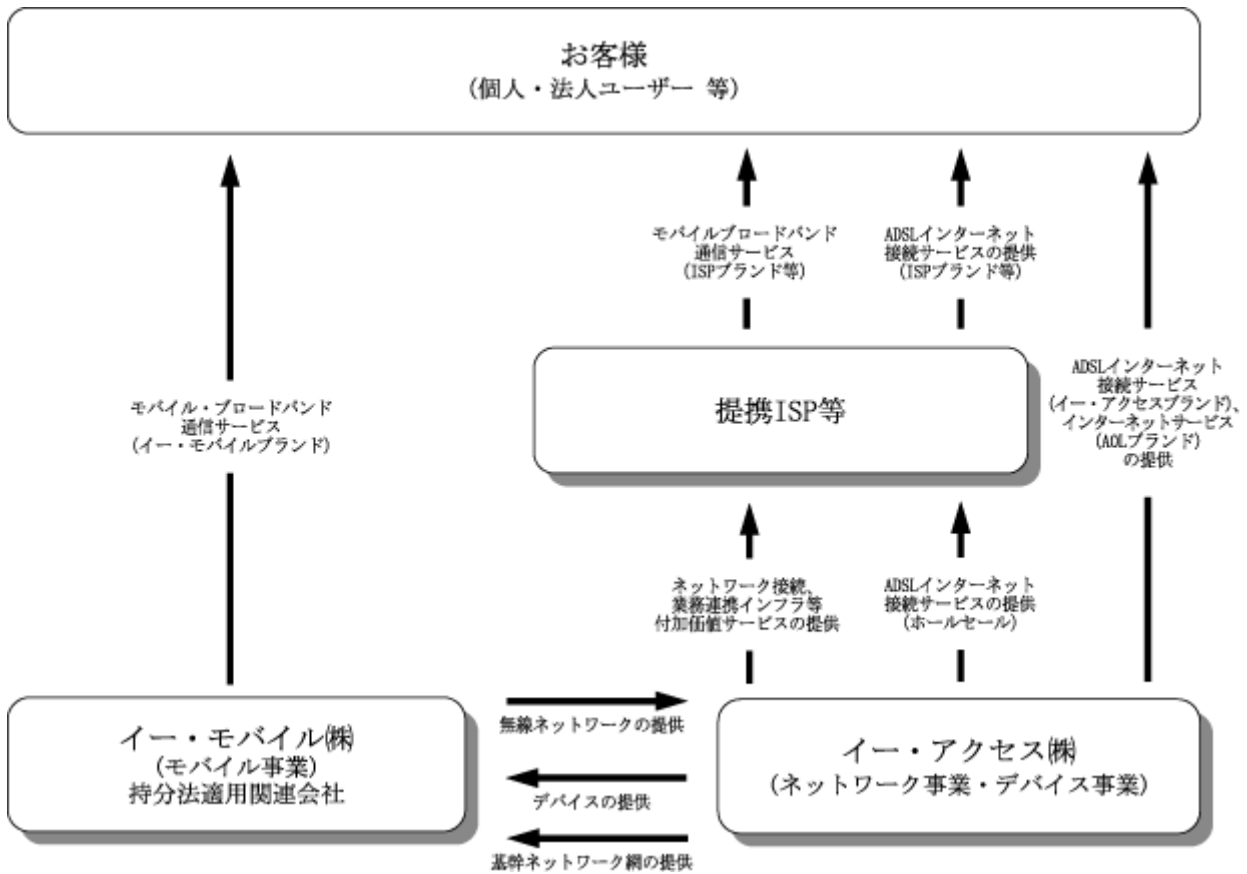 お客様
(個人・法人ユーザー 等)
モバイルブロードバンド
通信サービス
(ISPブランド等)
ADSLインターネット
接続サービスの提供
(ISPブランド等)
モバイル・ブロードバンド
通信サービス
(イー・モバイルブランド)
提携ISP等
ADSLインターネット
接続サービス
(イー・アクセスブランド)、
インターネットサービス
(AOLブランド)
の提供
ネットワーク接続、
業務連携インフラ等
付加価値サービスの提供
ADSLインターネット
接続サービスの提供
(ホールセール)
イー・モバイル㈱
(モバイル事業)
持分法適用関連会社
無線ネットワークの提供
デバイスの提供
基幹ネットワーク網の提供
イー・アクセス㈱
(ネットワーク事業・デバイス事業)